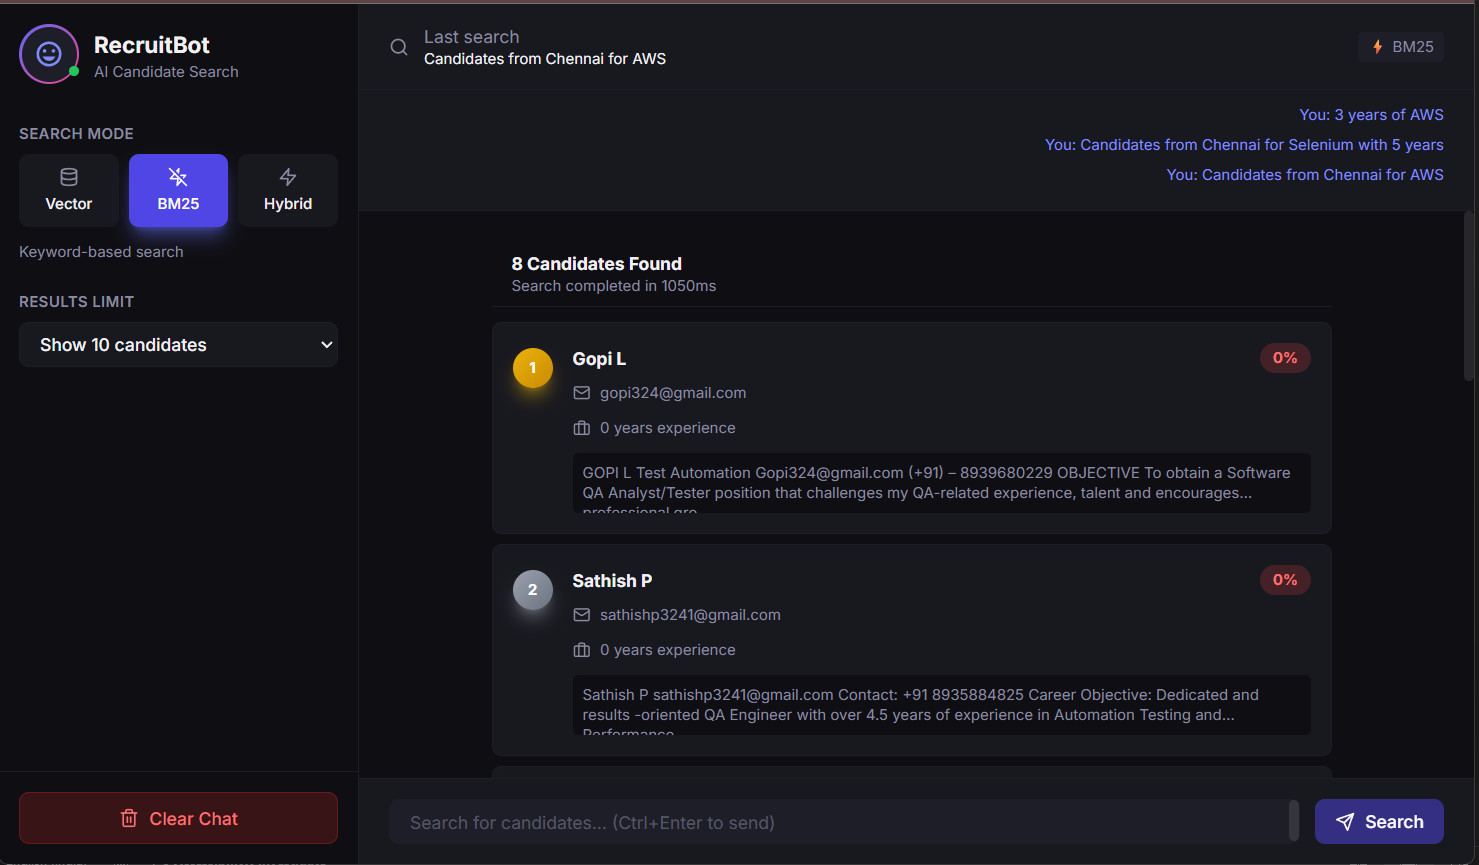 RecruitBot
AI Candidate Search
SEARCH MODE
Vector
BM25
Hybrid
Keyword-based search
RESULTS LIMIT
Show 10 candidates
Clear Chat
Last search
Candidates from Chennai for AWS
BM25
You: 3 years of AWS
You: Candidates from Chennai for Selenium with 5 years
You: Candidates from Chennai for AWS
8 Candidates Found
Search completed in 1050ms
1
Gopi L
0%
gopi324@gmail.com
0 years experience
GOPI L Test Automation Gopi324@gmail.com (+91) – 8939680229 OBJECTIVE To obtain a Software
QA Analyst/Tester position that challenges my QA-related experience, talent and encourages...
professional gro
2
Sathish P
0%
sathishp3241@gmail.com
0 years experience
Sathish P sathishp3241@gmail.com Contact: +91 8935884825 Career Objective: Dedicated and
results -oriented QA Engineer with over 4.5 years of experience in Automation Testing and...
Performance
Search for candidates... (Ctrl+Enter to send)
Search